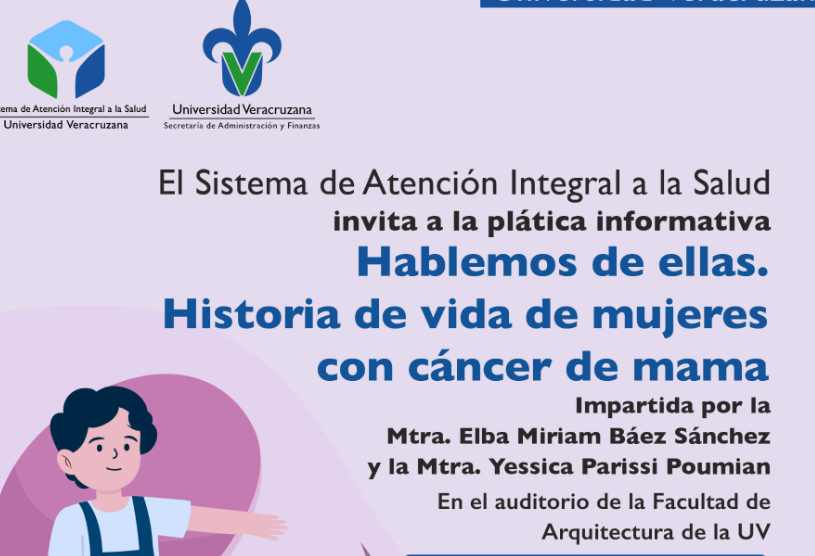 Universidad Veracruzana
Sistema de Atención Integral a la Salud
Universidad Veracruzana
Universidad Veracruzana
Secretaría de Administración y Finanzas
El Sistema de Atención Integral a la Salud
invita a la plática informativa
Hablemos de ellas.
Historia de vida de mujeres
con cáncer de mama
Impartida por la
Mtra. Elba Miriam Báez Sánchez
y la Mtra. Yessica Parissi Poumian
En el auditorio de la Facultad de
Arquitectura de la UV